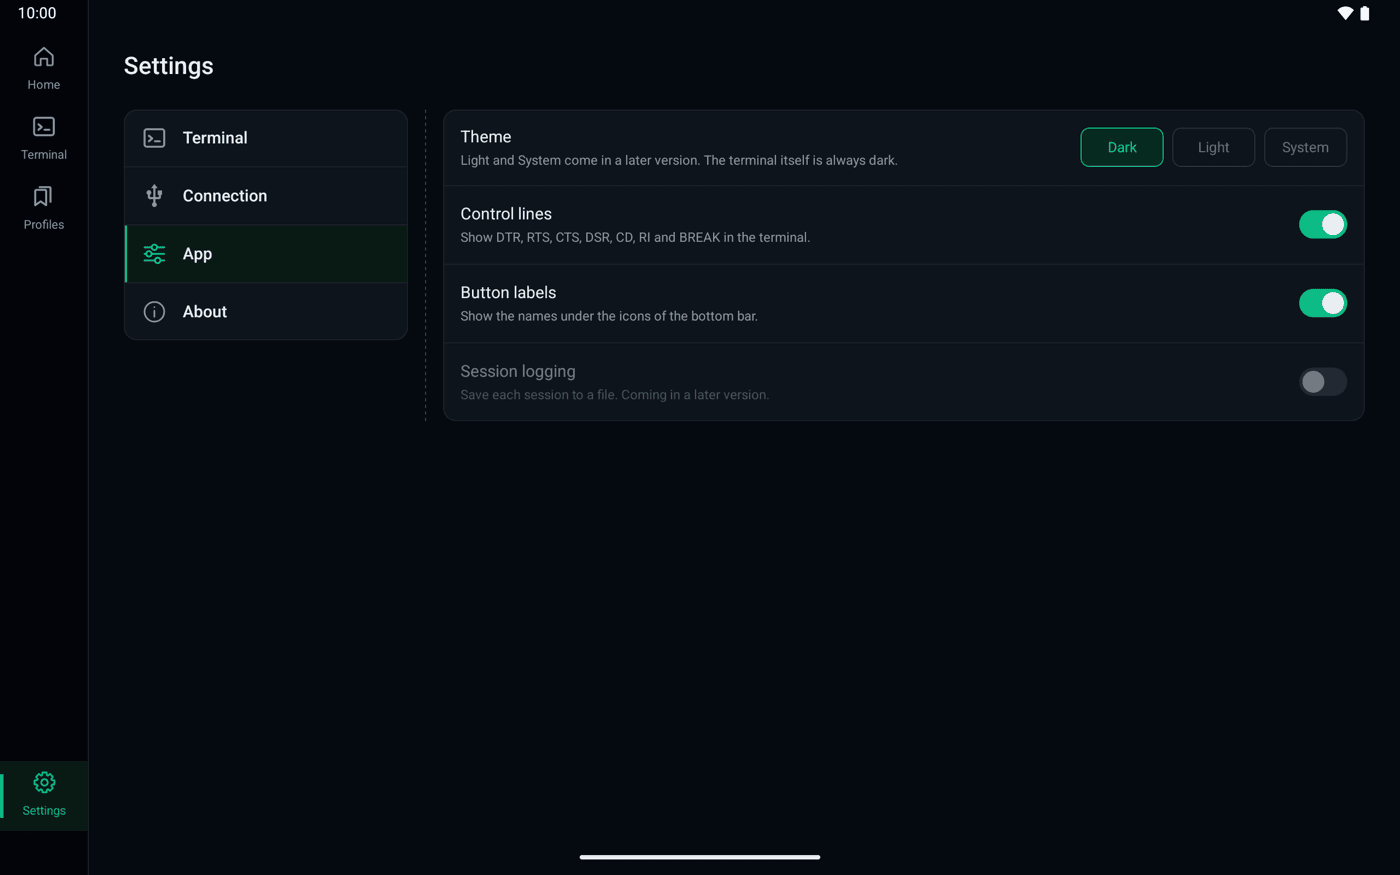 10:00
Home
Terminal
Profiles
Settings
Settings
Terminal
Connection
App
About
Theme
Light and System come in a later version. The terminal itself is always dark.
Dark
Light
System
Control lines
Show DTR, RTS, CTS, DSR, CD, RI and BREAK in the terminal.
Button labels
Show the names under the icons of the bottom bar.
Session logging
Save each session to a file. Coming in a later version.